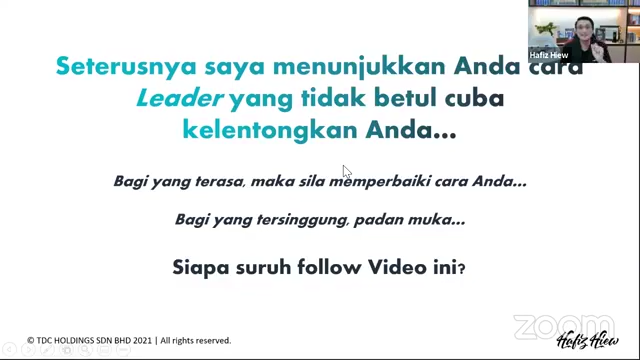 Seterusnya saya menunjukkan Anda cara
Leader yang tidak betul cuba
kelentongkan Anda...
Bagi yang terasa, maka sila memperbaiki cara Anda...
Bagi yang tersinggung, padan muka...
Siapa suruh follow Video ini?
Hafiz Hiew
zoom
© TDC HOLDINGS SDN BHD 2021 | All rights reserved.
Hafiz Hiew